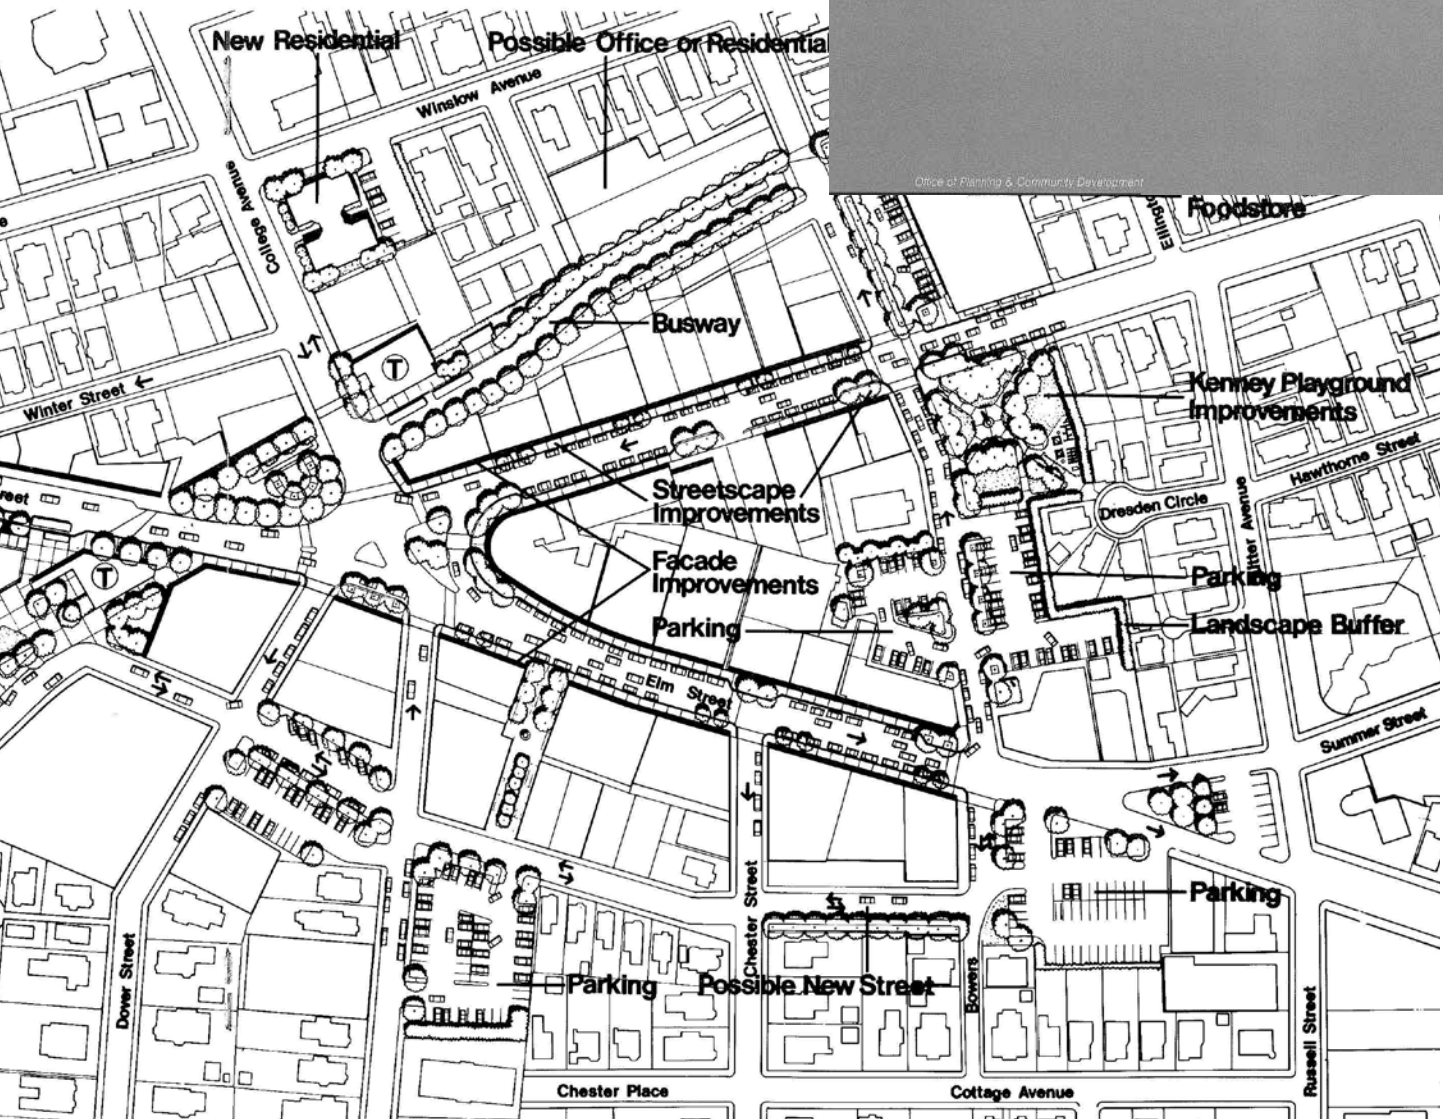 New Residential
Possible Office or Residential
Winslow Avenue
Office of Planning & Community Development
Foodstore
College Avenue
Busway
T
Winter Street
Kenney Playground
Improvements
Hawthorne Street
Streetscape
Improvements
Dresden Circle
Facade
Improvements
T
Parking
Parking
Landscape Buffer
Elm Street
Summer Street
Parking
Chester Street
Parking
Possible New Street
Dover Street
Bowers
Russell Street
Chester Place
Cottage Avenue